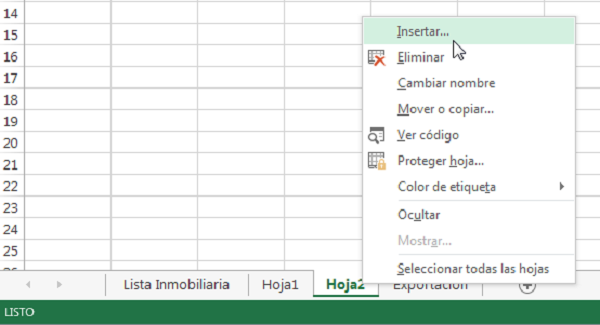 14
15
16
17
18
19
20
21
22
23
24
25
Insertar...
Eliminar
Cambiar nombre
Mover o copiar...
Ver código
Proteger hoja...
Color de etiqueta
Ocultar
Mostrar...
Seleccionar todas las hojas
Lista Inmobiliaria Hoja1 Hoja2 Exportación
LISTO